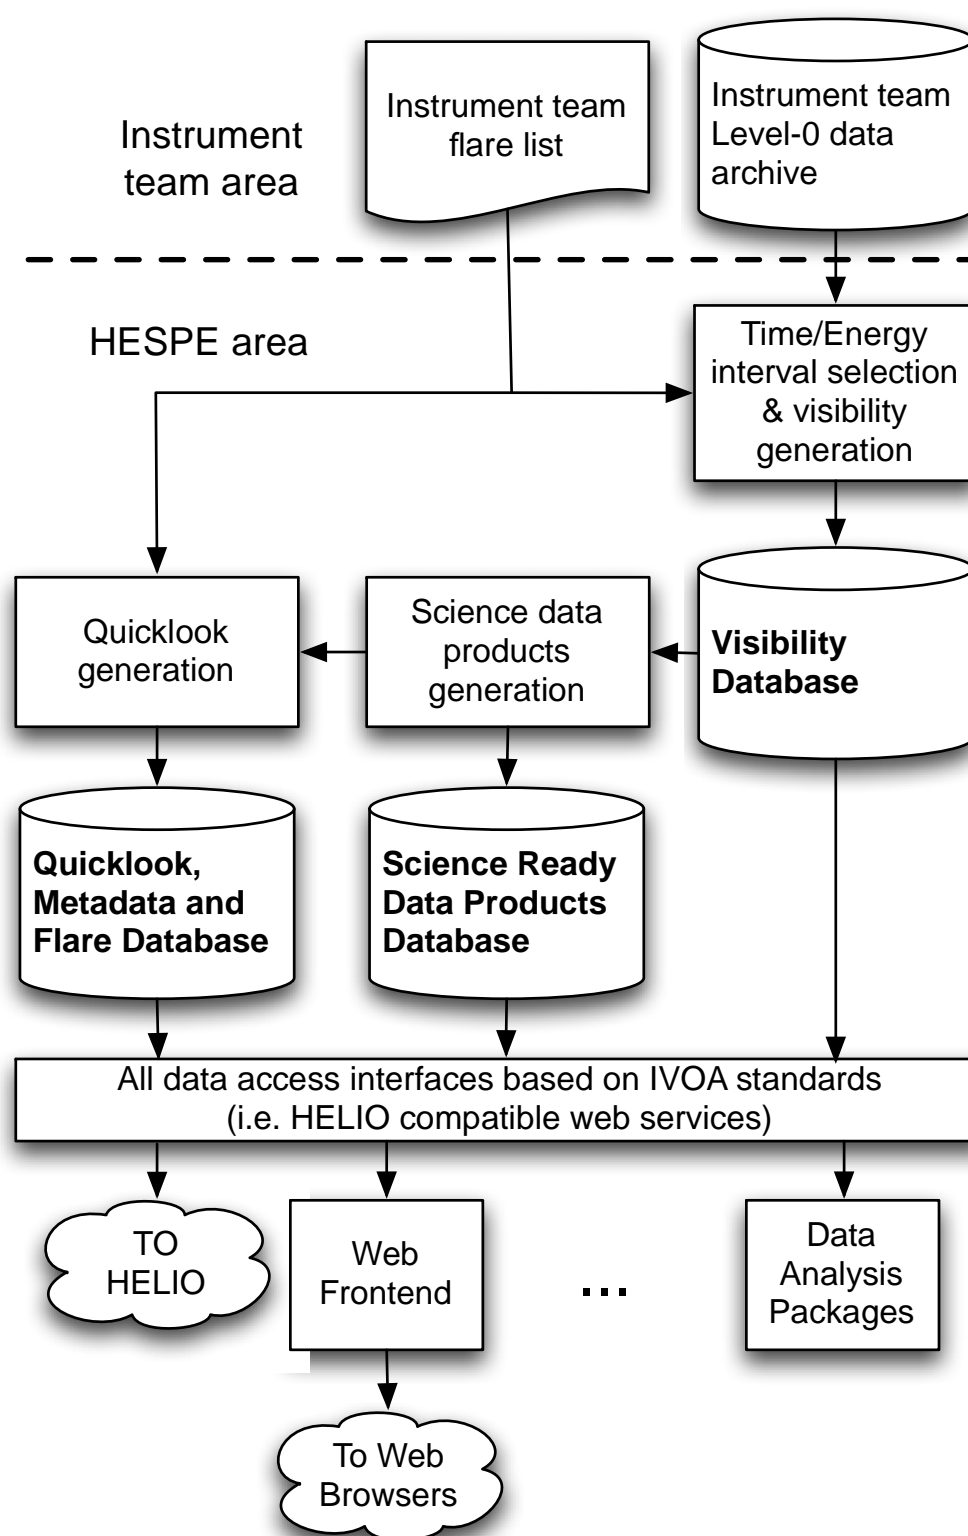 Instrument
team area
Instrument team
flare list
Instrument team
Level-0 data
archive
HESPE area
Time/Energy
interval selection
& visibility
generation
Quicklook
generation
Science data
products
generation
Visibility
Database
Quicklook,
Metadata and
Flare Database
Science Ready
Data Products
Database
All data access interfaces based on IVOA standards
(i.e. HELIO compatible web services)
TO
HELIO
Web
Frontend
...
Data
Analysis
Packages
To Web
Browsers